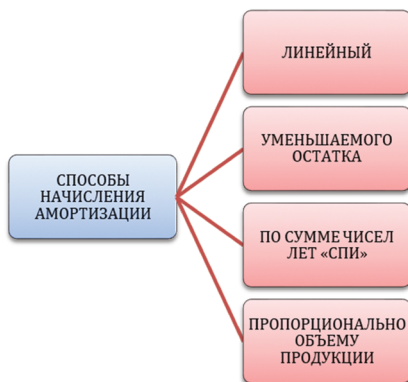 СПОСОБЫ
НАЧИСЛЕНИЯ
АМОРТИЗАЦИИ
ЛИНЕЙНЫЙ
УМЕНЬШАЕМОГО
ОСТАТКА
ПО СУММЕ ЧИСЕЛ
ЛЕТ «СПИ»
ПРОПОРЦИОНАЛЬНО
ОБЪЕМУ
ПРОДУКЦИИ